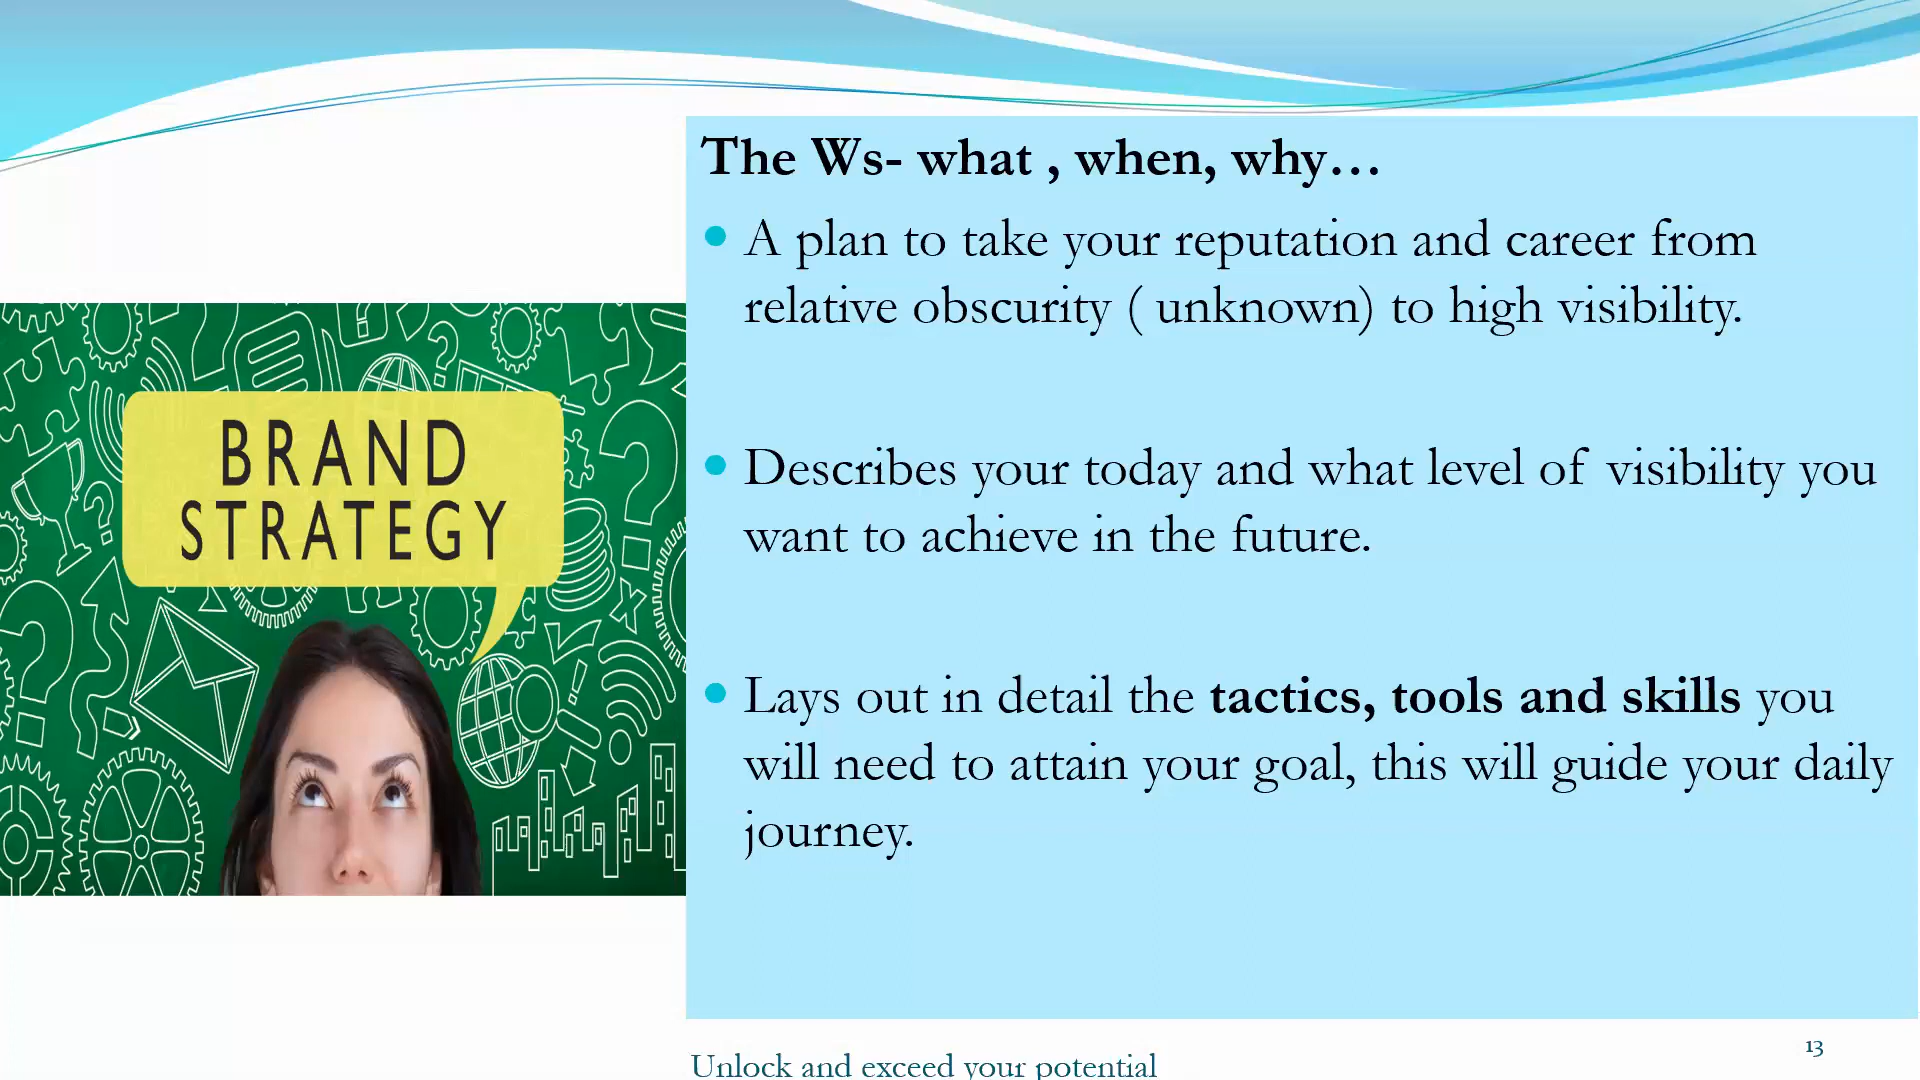 The Ws- what , when, why...
• A plan to take your reputation and career from
relative obscurity ( unknown) to high visibility.
• Describes your today and what level of visibility you
want to achieve in the future.
• Lays out in detail the tactics, tools and skills you
will need to attain your goal, this will guide your daily
journey.
BRAND
STRATEGY
Unlock and exceed your potential
13